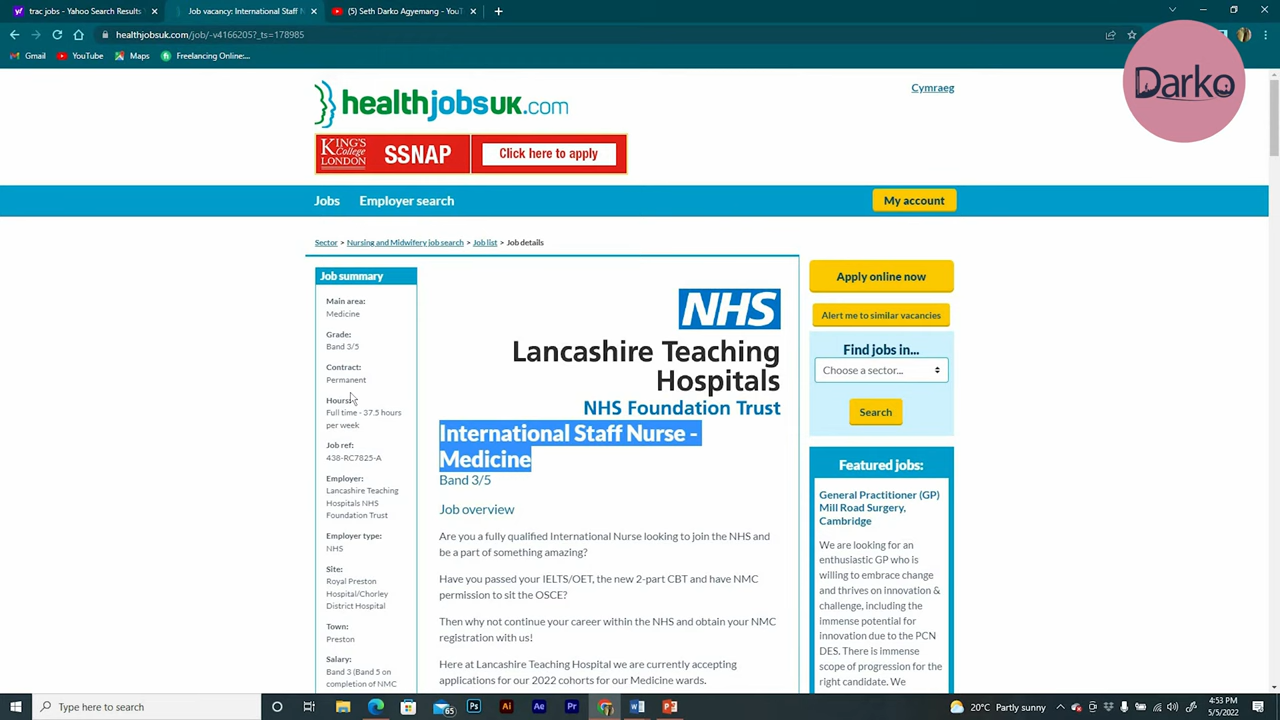 trac jobs - Yahoo Search Results
Job vacancy: International Staff N
(5) Seth Darko Agyemang - YouT
healthjobsuk.com/job/-v4166205?_ts=178985
Gmail
YouTube
Maps
Freelancing Online:...
Darko
healthjobsuk.com
Cymraeg
KING'S
College
LONDON
SSNAP
Click here to apply
Jobs
Employer search
My account
Sector > Nursing and Midwifery job search > Job list > Job details
Job summary
Main area:
Medicine
Grade:
Band 3/5
Contract:
Permanent
Hours:
Full time - 37.5 hours
per week
Job ref:
438-RC7825-A
Employer:
Lancashire Teaching
Hospitals NHS
Foundation Trust
Employer type:
NHS
Site:
Royal Preston
Hospital/Chorley
District Hospital
Town:
Preston
Salary:
Band 3 (Band 5 on
completion of NMC
NHS
Lancashire Teaching
Hospitals
NHS Foundation Trust
International Staff Nurse -
Medicine
Band 3/5
Job overview
Are you a fully qualified International Nurse looking to join the NHS and
be a part of something amazing?
Have you passed your IELTS/OET, the new 2-part CBT and have NMC
permission to sit the OSCE?
Then why not continue your career within the NHS and obtain your NMC
registration with us!
Here at Lancashire Teaching Hospital we are currently accepting
applications for our 2022 cohorts for our Medicine wards.
Apply online now
Alert me to similar vacancies
Find jobs in...
Choose a sector...
Search
Featured jobs:
General Practitioner (GP)
Mill Road Surgery,
Cambridge
We are looking for an
enthusiastic GP who is
willing to embrace change
and thrives on innovation &
challenge, including the
immense potential for
innovation due to the PCN
DES. There is immense
scope of progression for the
right candidate. We
Type here to search
65
Ps
Ai
Ae
Pr
20°C Partly sunny
4:53 PM
5/5/2022